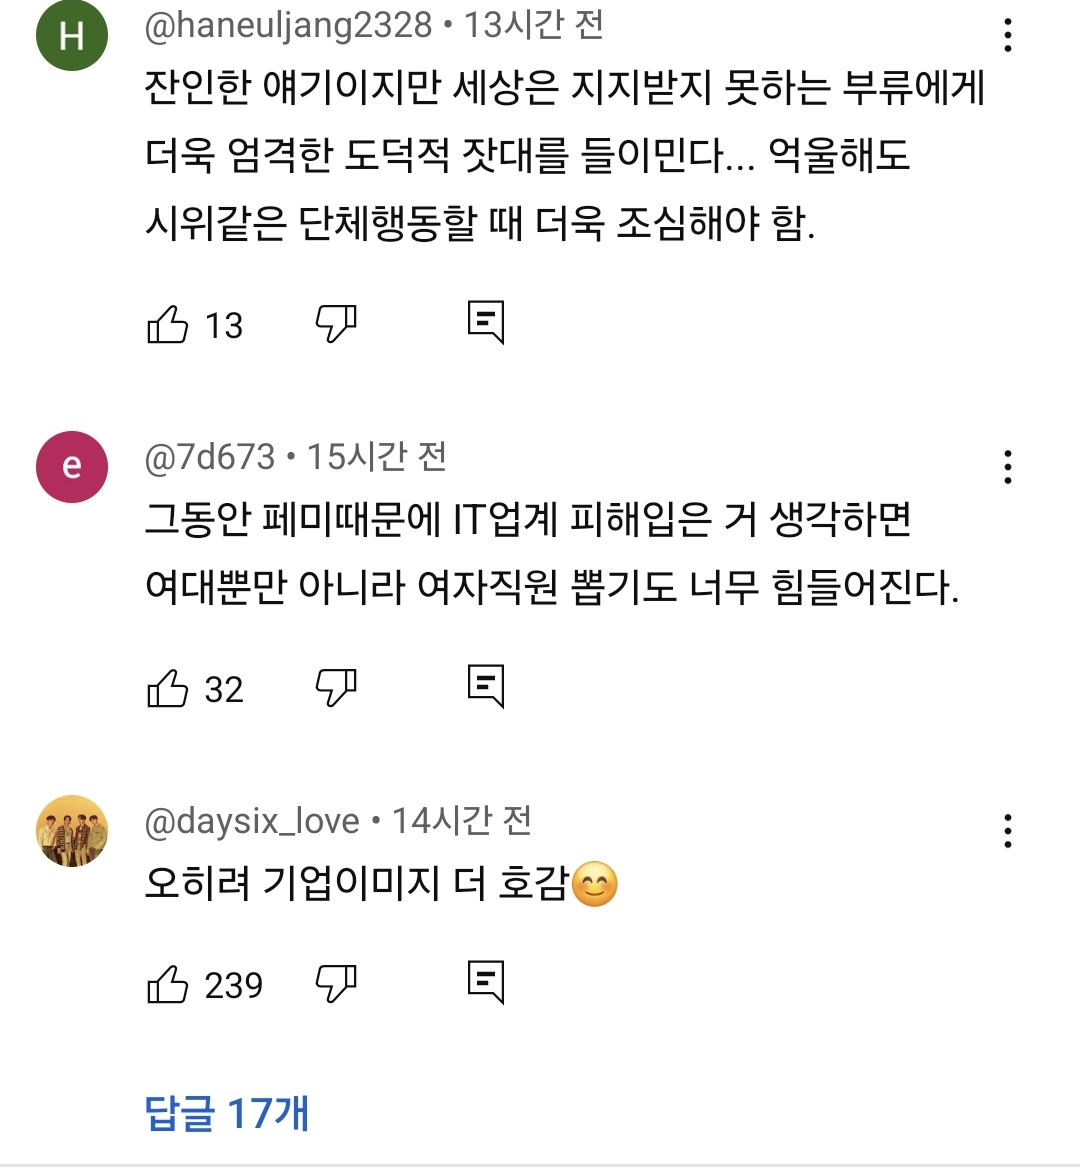 H
@haneuljang2328 • 13시간 전
잔인한 얘기이지만 세상은 지지받지 못하는 부류에게
더욱 엄격한 도덕적 잣대를 들이민다... 억울해도
시위같은 단체행동할 때 더욱 조심해야 함.
13
e
@7d673 • 15시간 전
그동안 페미때문에 IT업계 피해입은 거 생각하면
여대뿐만 아니라 여자직원 뽑기도 너무 힘들어진다.
32
@daysix_love • 14시간 전
오히려 기업이미지 더 호감😊
239
답글 17개